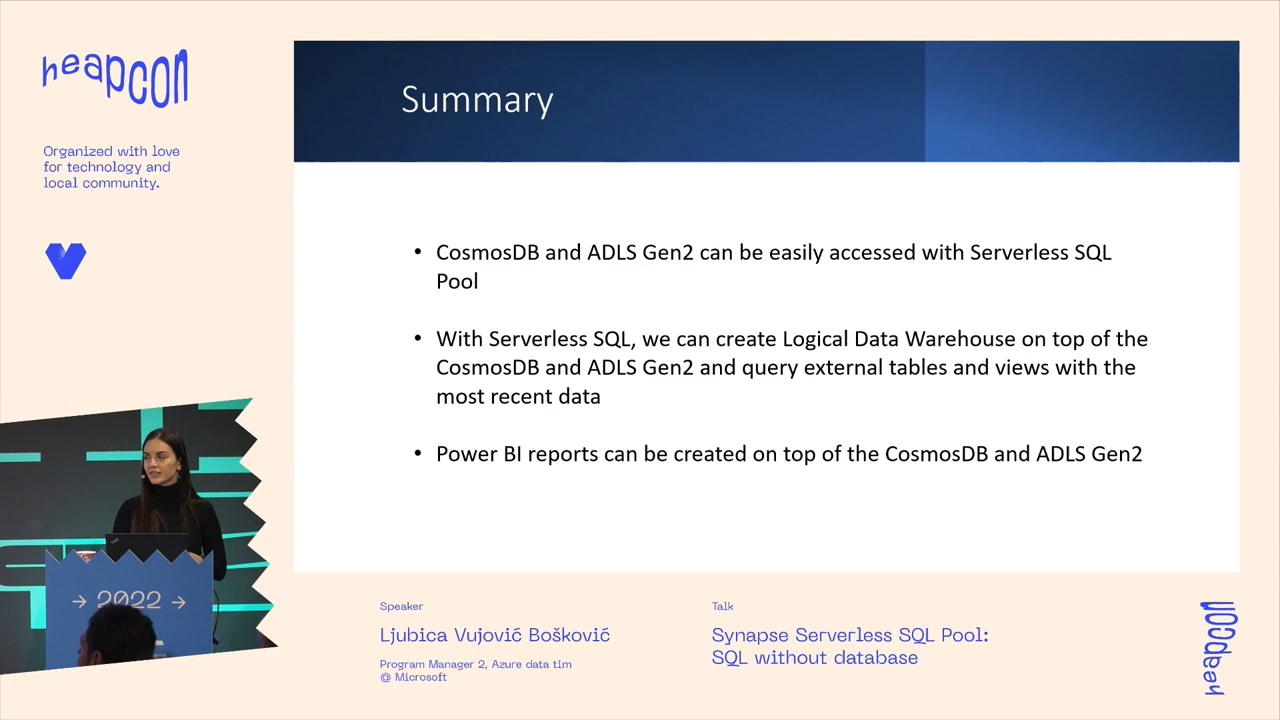 heapcon
Organized with love
for technology and
local community.
Summary
• CosmosDB and ADLS Gen2 can be easily accessed with Serverless SQL
Pool
• With Serverless SQL, we can create Logical Data Warehouse on top of the
CosmosDB and ADLS Gen2 and query external tables and views with the
most recent data
• Power BI reports can be created on top of the CosmosDB and ADLS Gen2
→ 2022 →
Speaker
Ljubica Vujović Bošković
Program Manager 2, Azure data tim
@ Microsoft
Talk
Synapse Serverless SQL Pool:
SQL without database
heapcon